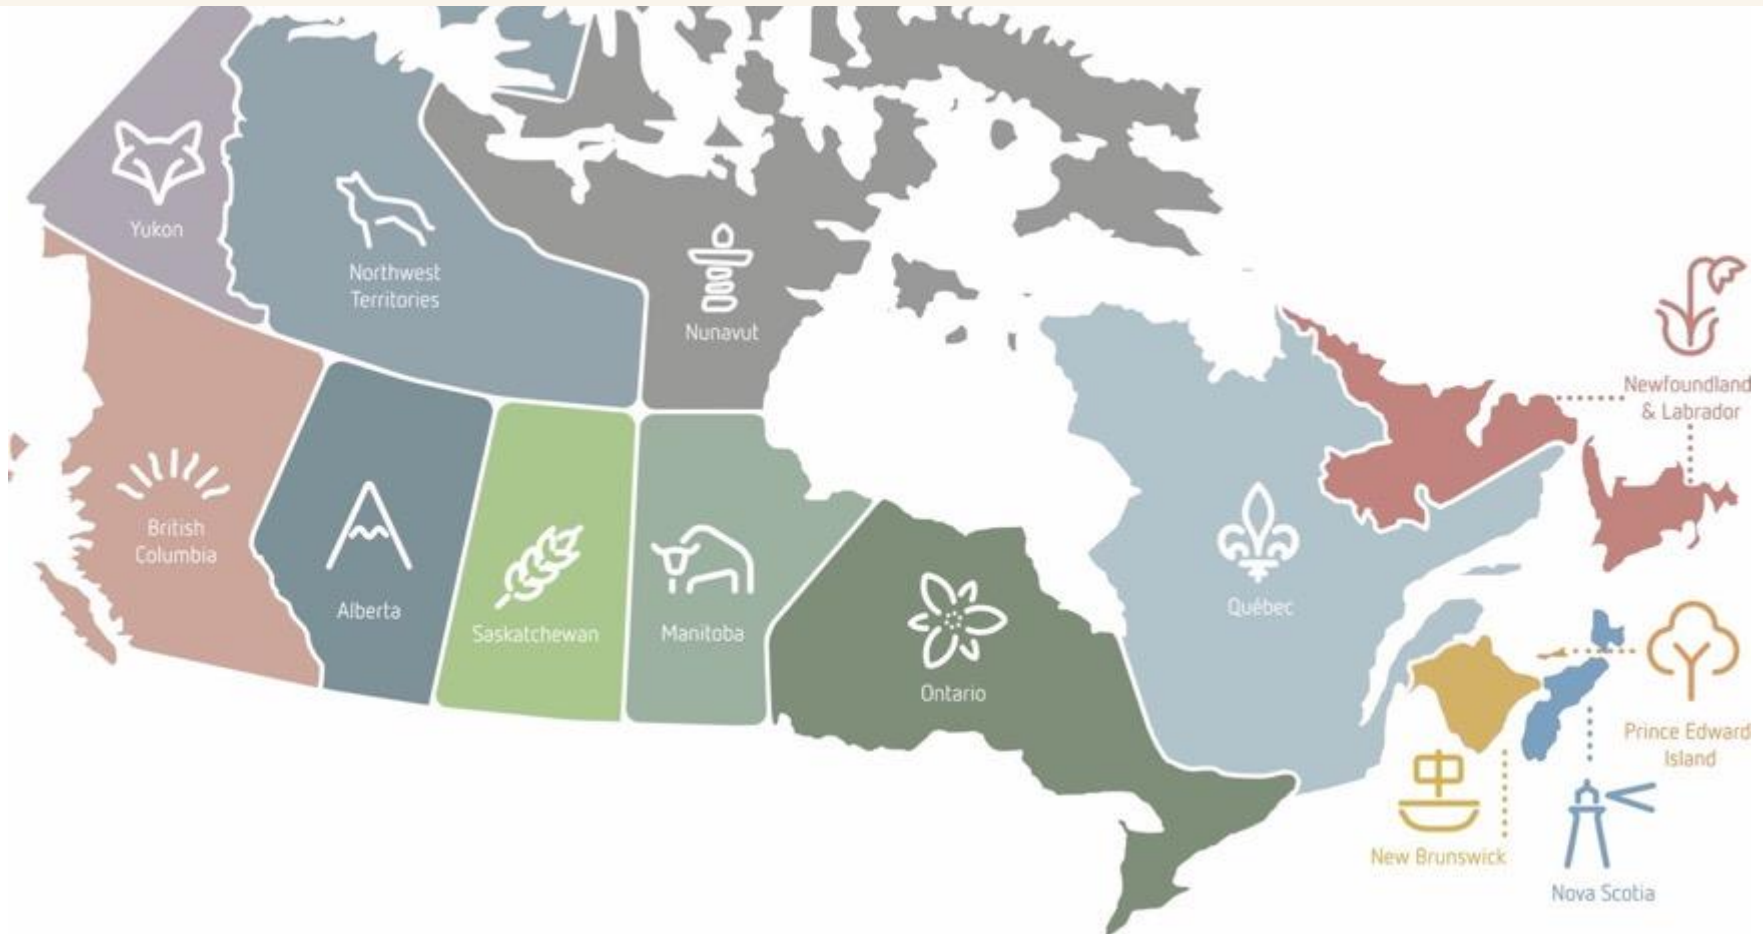 Yukon
Northwest
Territories
Nunavut
British
Columbia
Alberta
Saskatchewan
Manitoba
Ontario
Québec
Newfoundland
& Labrador
Prince Edward
Island
New Brunswick
Nova Scotia